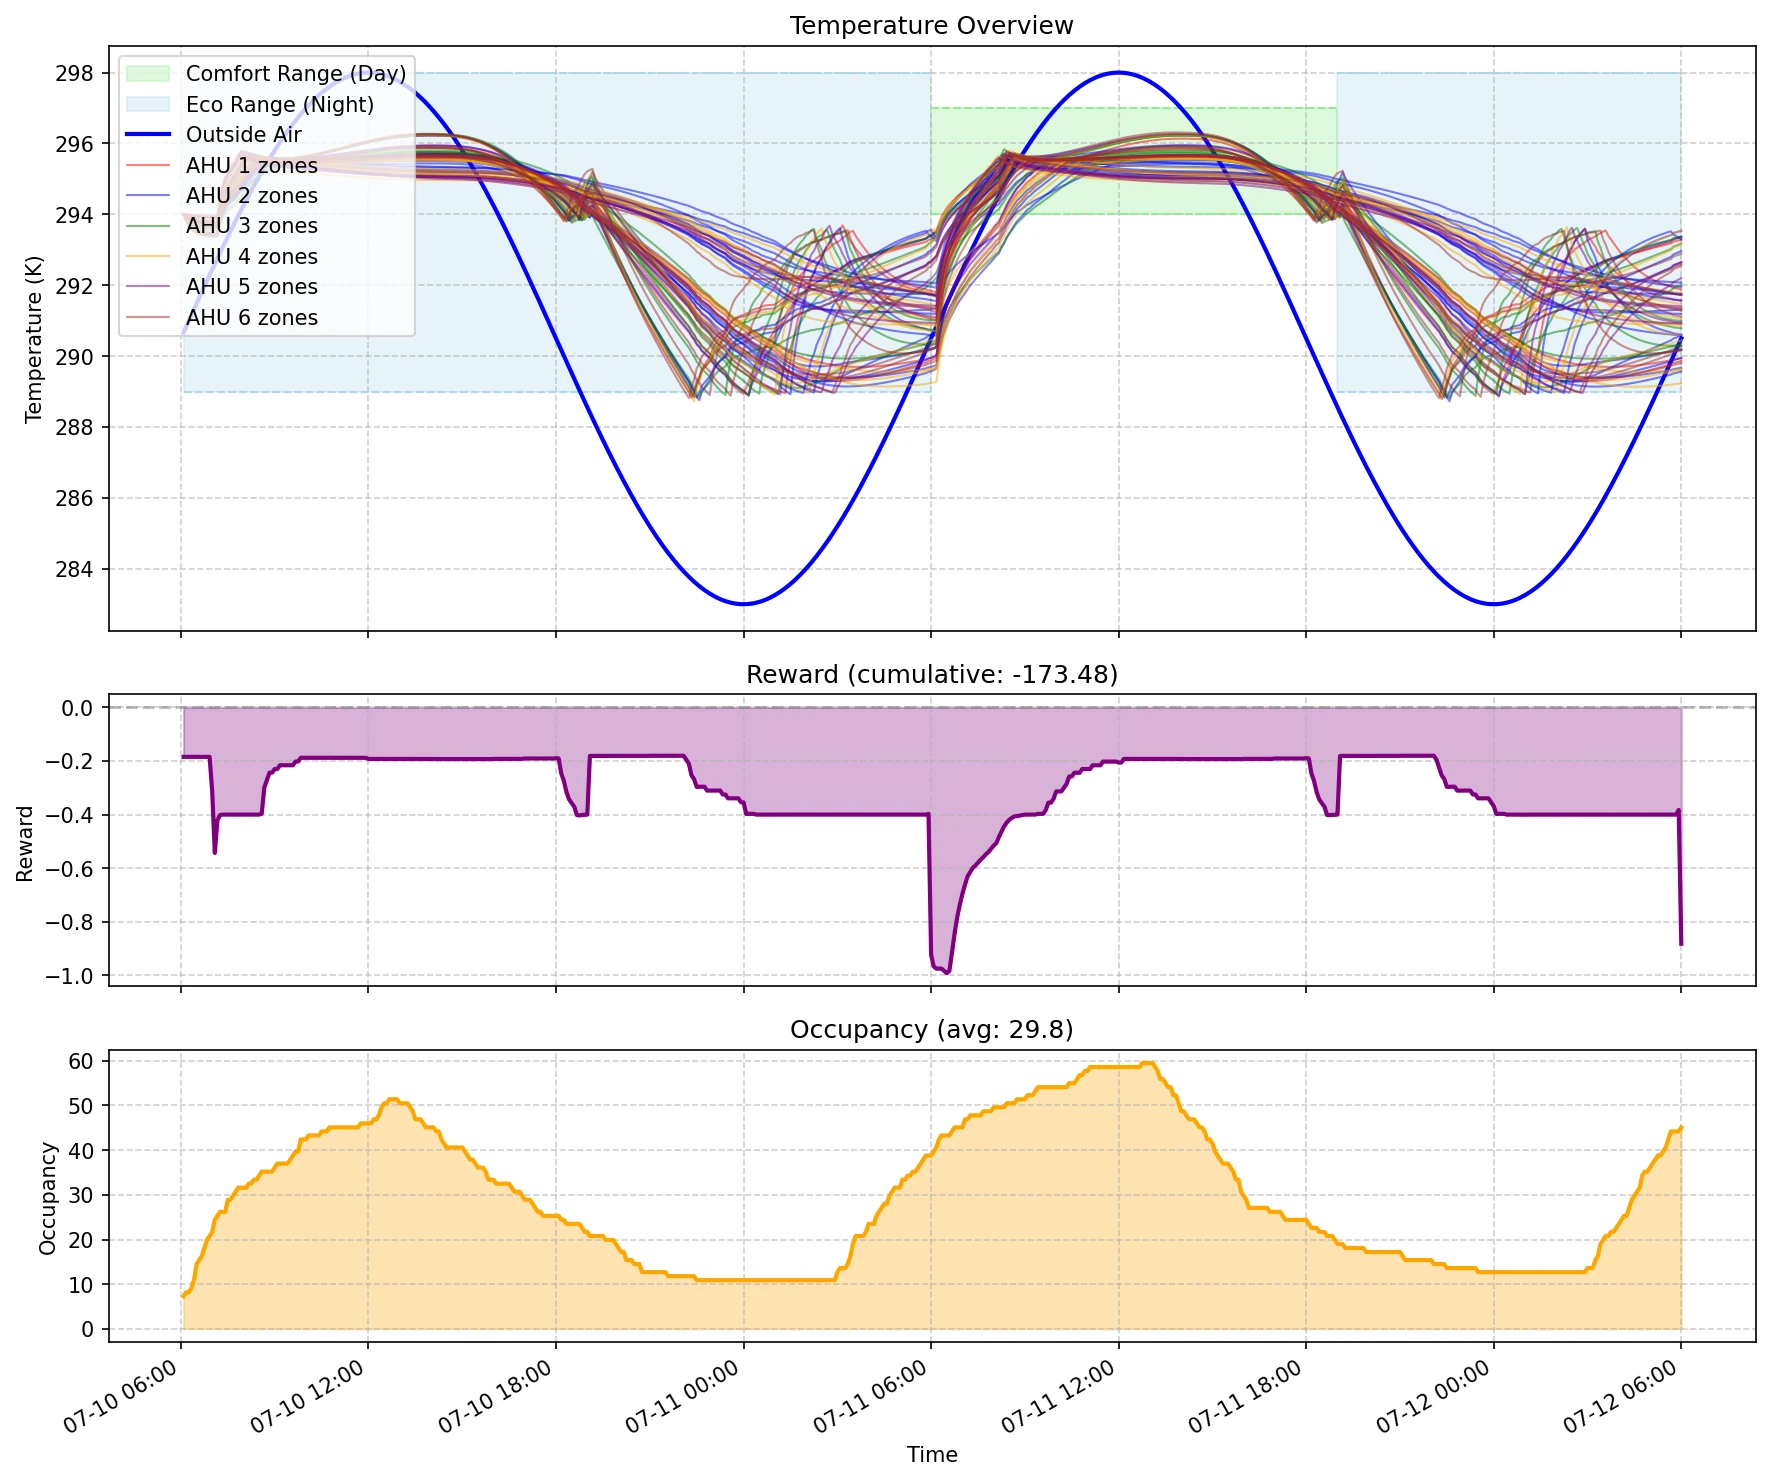 Temperature Overview
Temperature (K)
298
296
294
292
290
288
286
284
Comfort Range (Day)
Eco Range (Night)
Outside Air
AHU 1 zones
AHU 2 zones
AHU 3 zones
AHU 4 zones
AHU 5 zones
AHU 6 zones
Reward (cumulative: -173.48)
Reward
0.0
−0.2
−0.4
−0.6
−0.8
−1.0
Occupancy (avg: 29.8)
Occupancy
60
50
40
30
20
10
0
07-10 06:00
07-10 12:00
07-10 18:00
07-11 00:00
07-11 06:00
07-11 12:00
07-11 18:00
07-12 00:00
07-12 06:00
Time